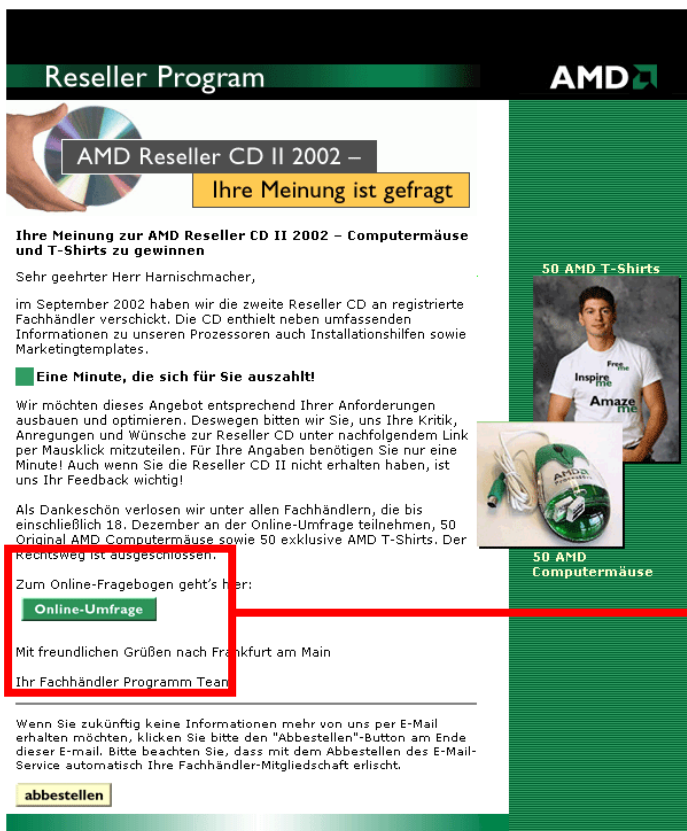 Reseller Program
AMD
AMD Reseller CD II 2002 –
Ihre Meinung ist gefragt
Ihre Meinung zur AMD Reseller CD II 2002 – Computermäuse
und T-Shirts zu gewinnen
Sehr geehrter Herr Harnischmacher,
im September 2002 haben wir die zweite Reseller CD an registrierte
Fachhändler verschickt. Die CD enthielt neben umfassenden
Informationen zu unseren Prozessoren auch Installationshilfen sowie
Marketingtemplates.
Eine Minute, die sich für Sie auszahlt!
Wir möchten dieses Angebot entsprechend Ihrer Anforderungen
ausbauen und optimieren. Deswegen bitten wir Sie, uns Ihre Kritik,
Anregungen und Wünsche zur Reseller CD unter nachfolgendem Link
per Mausklick mitzuteilen. Für Ihre Angaben benötigen Sie nur eine
Minute! Auch wenn Sie die Reseller CD II nicht erhalten haben, ist
uns Ihr Feedback wichtig!
Als Dankeschön verlosen wir unter allen Fachhändlern, die bis
einschließlich 18. Dezember an der Online-Umfrage teilnehmen, 50
Original AMD Computermäuse sowie 50 exklusive AMD T-Shirts. Der
Rechtsweg ist ausgeschlossen.
Zum Online-Fragebogen geht's hier:
Online-Umfrage
Mit freundlichen Grüßen nach Frankfurt am Main
Ihr Fachhändler Programm Team
Wenn Sie zukünftig keine Informationen mehr von uns per E-Mail
erhalten möchten, klicken Sie bitte den "Abbestellen"-Button am Ende
dieser E-mail. Bitte beachten Sie, dass mit dem Abbestellen des E-Mail-
Service automatisch Ihre Fachhändler-Mitgliedschaft erlischt.
abbestellen
50 AMD T-Shirts
Free
me
Inspire
me
Amaze
me
AMD
50 AMD
Computermäuse